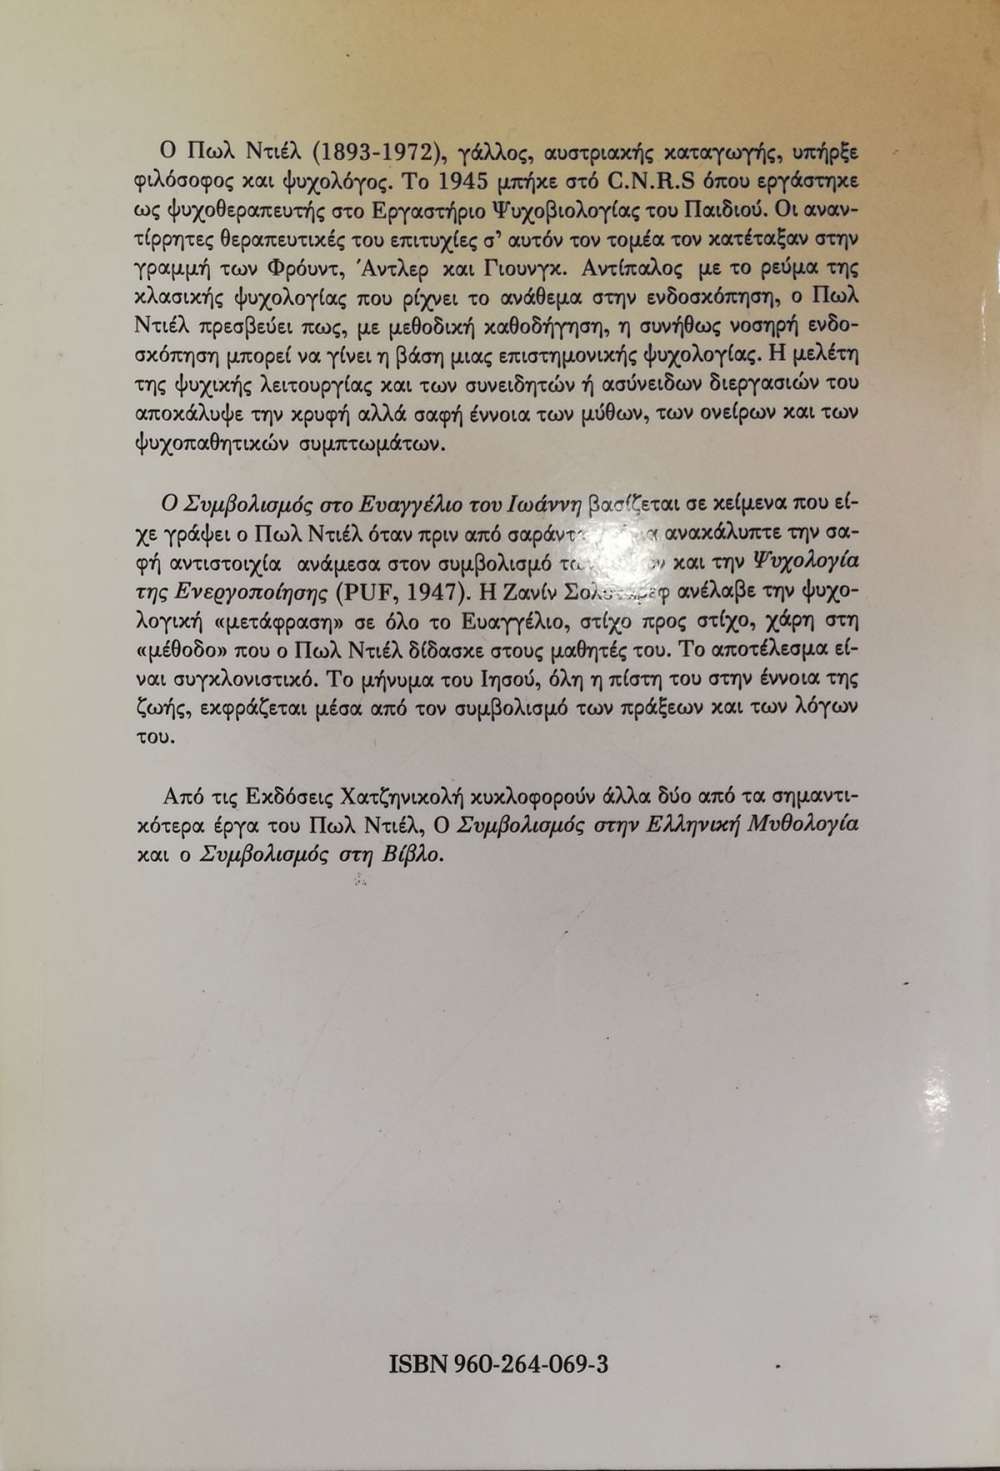 Ο Πωλ Ντιέλ (1893-1972), γάλλος, αυστριακής καταγωγής, υπήρξε
φιλόσοφος και ψυχολόγος. Το 1945 μπήκε στό C.N.R.S όπου εργάστηκε
ως ψυχοθεραπευτής στο Εργαστήριο Ψυχοβιολογίας του Παιδιού. Οι αναν-
τίρρητες θεραπευτικές του επιτυχίες σ' αυτόν τον τομέα τον κατέταξαν στην
γραμμή των Φρόυντ, Άντλερ και Γιουνγκ. Αντίπαλος με το ρεύμα της
κλασικής ψυχολογίας που ρίχνει το ανάθεμα στην ενδοσκόπηση, ο Πωλ
Ντιέλ πρεσβεύει πως, με μεθοδική καθοδήγηση, η συνήθως νοσηρή ενδο-
σκόπηση μπορεί να γίνει η βάση μιας επιστημονικής ψυχολογίας. Η μελέτη
της ψυχικής λειτουργίας και των συνειδητών ή ασύνειδων διεργασιών του
αποκάλυψε την κρυφή αλλά σαφή έννοια των μύθων, των ονείρων και των
ψυχοπαθητικών συμπτωμάτων.
Ο Συμβολισμός στο Ευαγγέλιο του Ιωάννη βασίζεται σε κείμενα που εί-
χε γράψει ο Πωλ Ντιέλ όταν πριν από ανακάλυπτε την σα-
φή αντιστοιχία ανάμεσα στον συμβολισμό και την Ψυχολογία
της Ενεργοποίησης (PUF, 1947). Η Ζανίν ανέλαβε την ψυχο-
λογική «μετάφραση» σε όλο το Ευαγγέλιο, στίχο προς στίχο, χάρη στη
«μέθοδο» που ο Πωλ Ντιέλ δίδασκε στους μαθητές του. Το αποτέλεσμα εί-
ναι συγκλονιστικό. Το μήνυμα του Ιησού, όλη η πίστη του στην έννοια της
ζωής, εκφράζεται μέσα από τον συμβολισμό των πράξεων και των λόγων
του.
Από τις Εκδόσεις Χατζηνικολή κυκλοφορούν άλλα δύο από τα σημαντι-
κότερα έργα του Πωλ Ντιέλ, Ο Συμβολισμός στην Ελληνική Μυθολογία
και ο Συμβολισμός στη Βίβλο.
ISBN 960-264-069-3